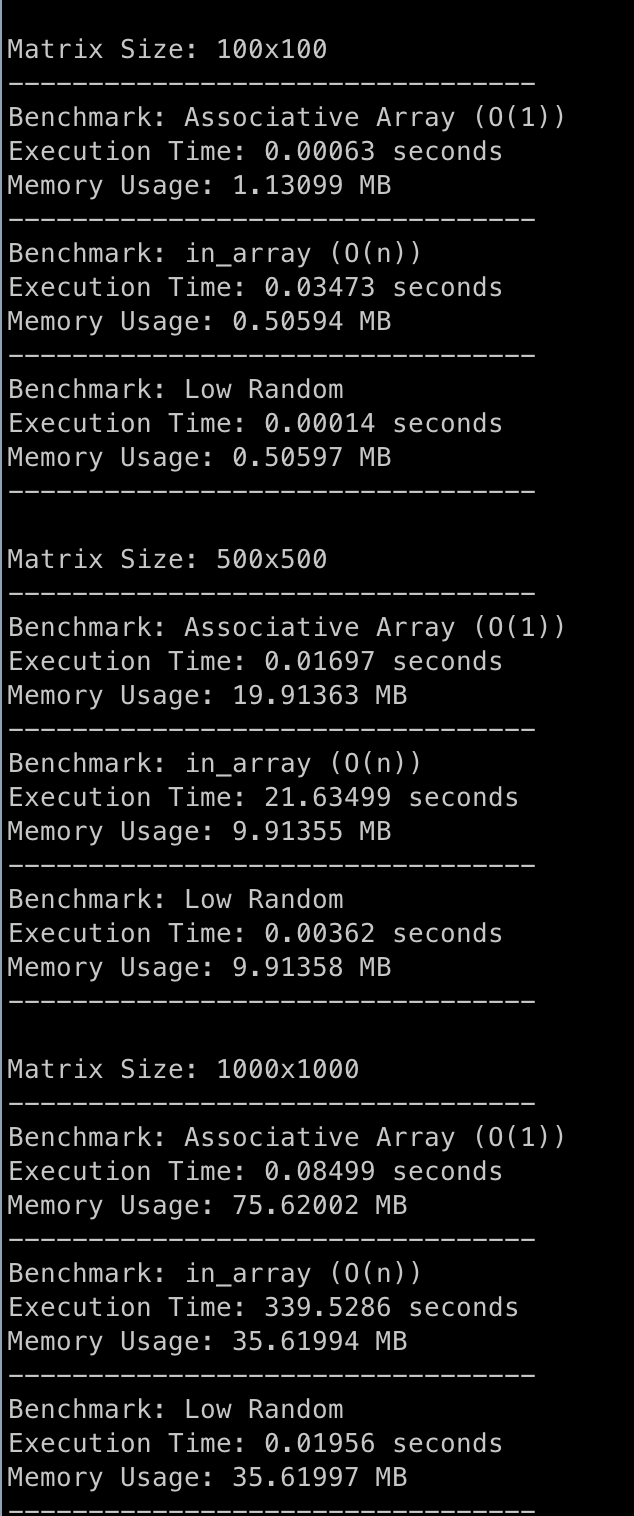 Matrix Size: 100x100
---------------------------------
Benchmark: Associative Array (O(1))
Execution Time: 0.00063 seconds
Memory Usage: 1.13099 MB
---------------------------------
Benchmark: in_array (O(n))
Execution Time: 0.03473 seconds
Memory Usage: 0.50594 MB
---------------------------------
Benchmark: Low Random
Execution Time: 0.00014 seconds
Memory Usage: 0.50597 MB
---------------------------------
Matrix Size: 500x500
---------------------------------
Benchmark: Associative Array (O(1))
Execution Time: 0.01697 seconds
Memory Usage: 19.91363 MB
---------------------------------
Benchmark: in_array (O(n))
Execution Time: 21.63499 seconds
Memory Usage: 9.91355 MB
---------------------------------
Benchmark: Low Random
Execution Time: 0.00362 seconds
Memory Usage: 9.91358 MB
---------------------------------
Matrix Size: 1000x1000
---------------------------------
Benchmark: Associative Array (O(1))
Execution Time: 0.08499 seconds
Memory Usage: 75.62002 MB
---------------------------------
Benchmark: in_array (O(n))
Execution Time: 339.5286 seconds
Memory Usage: 35.61994 MB
---------------------------------
Benchmark: Low Random
Execution Time: 0.01956 seconds
Memory Usage: 35.61997 MB
---------------------------------